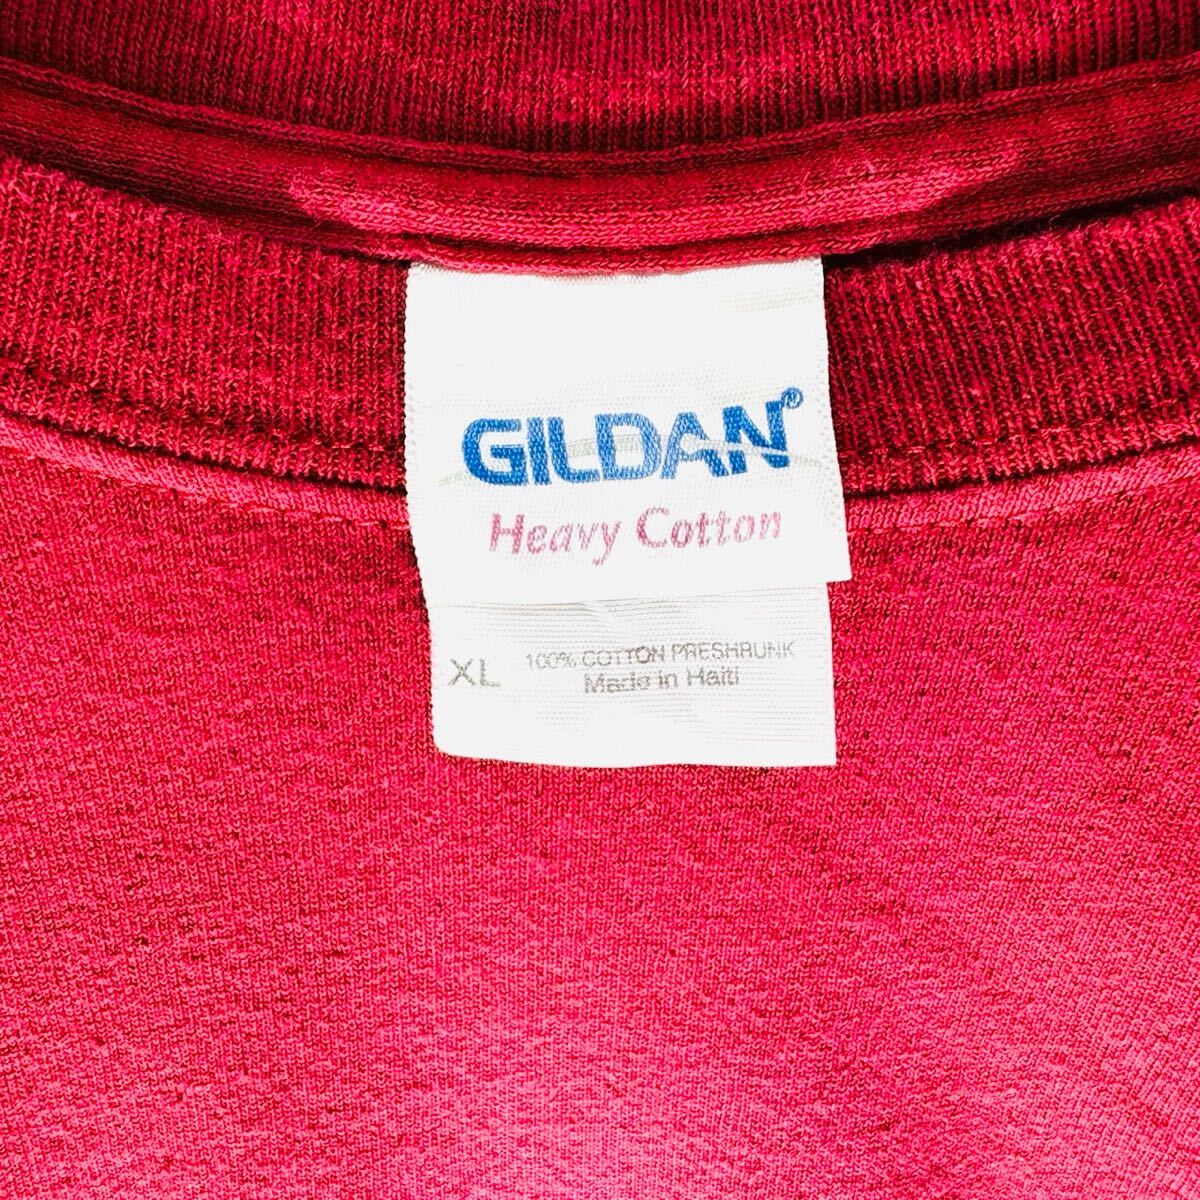 GILDAN®
Heavy Cotton
XL
100% COTTON PRESHRUNK
Made in Haiti